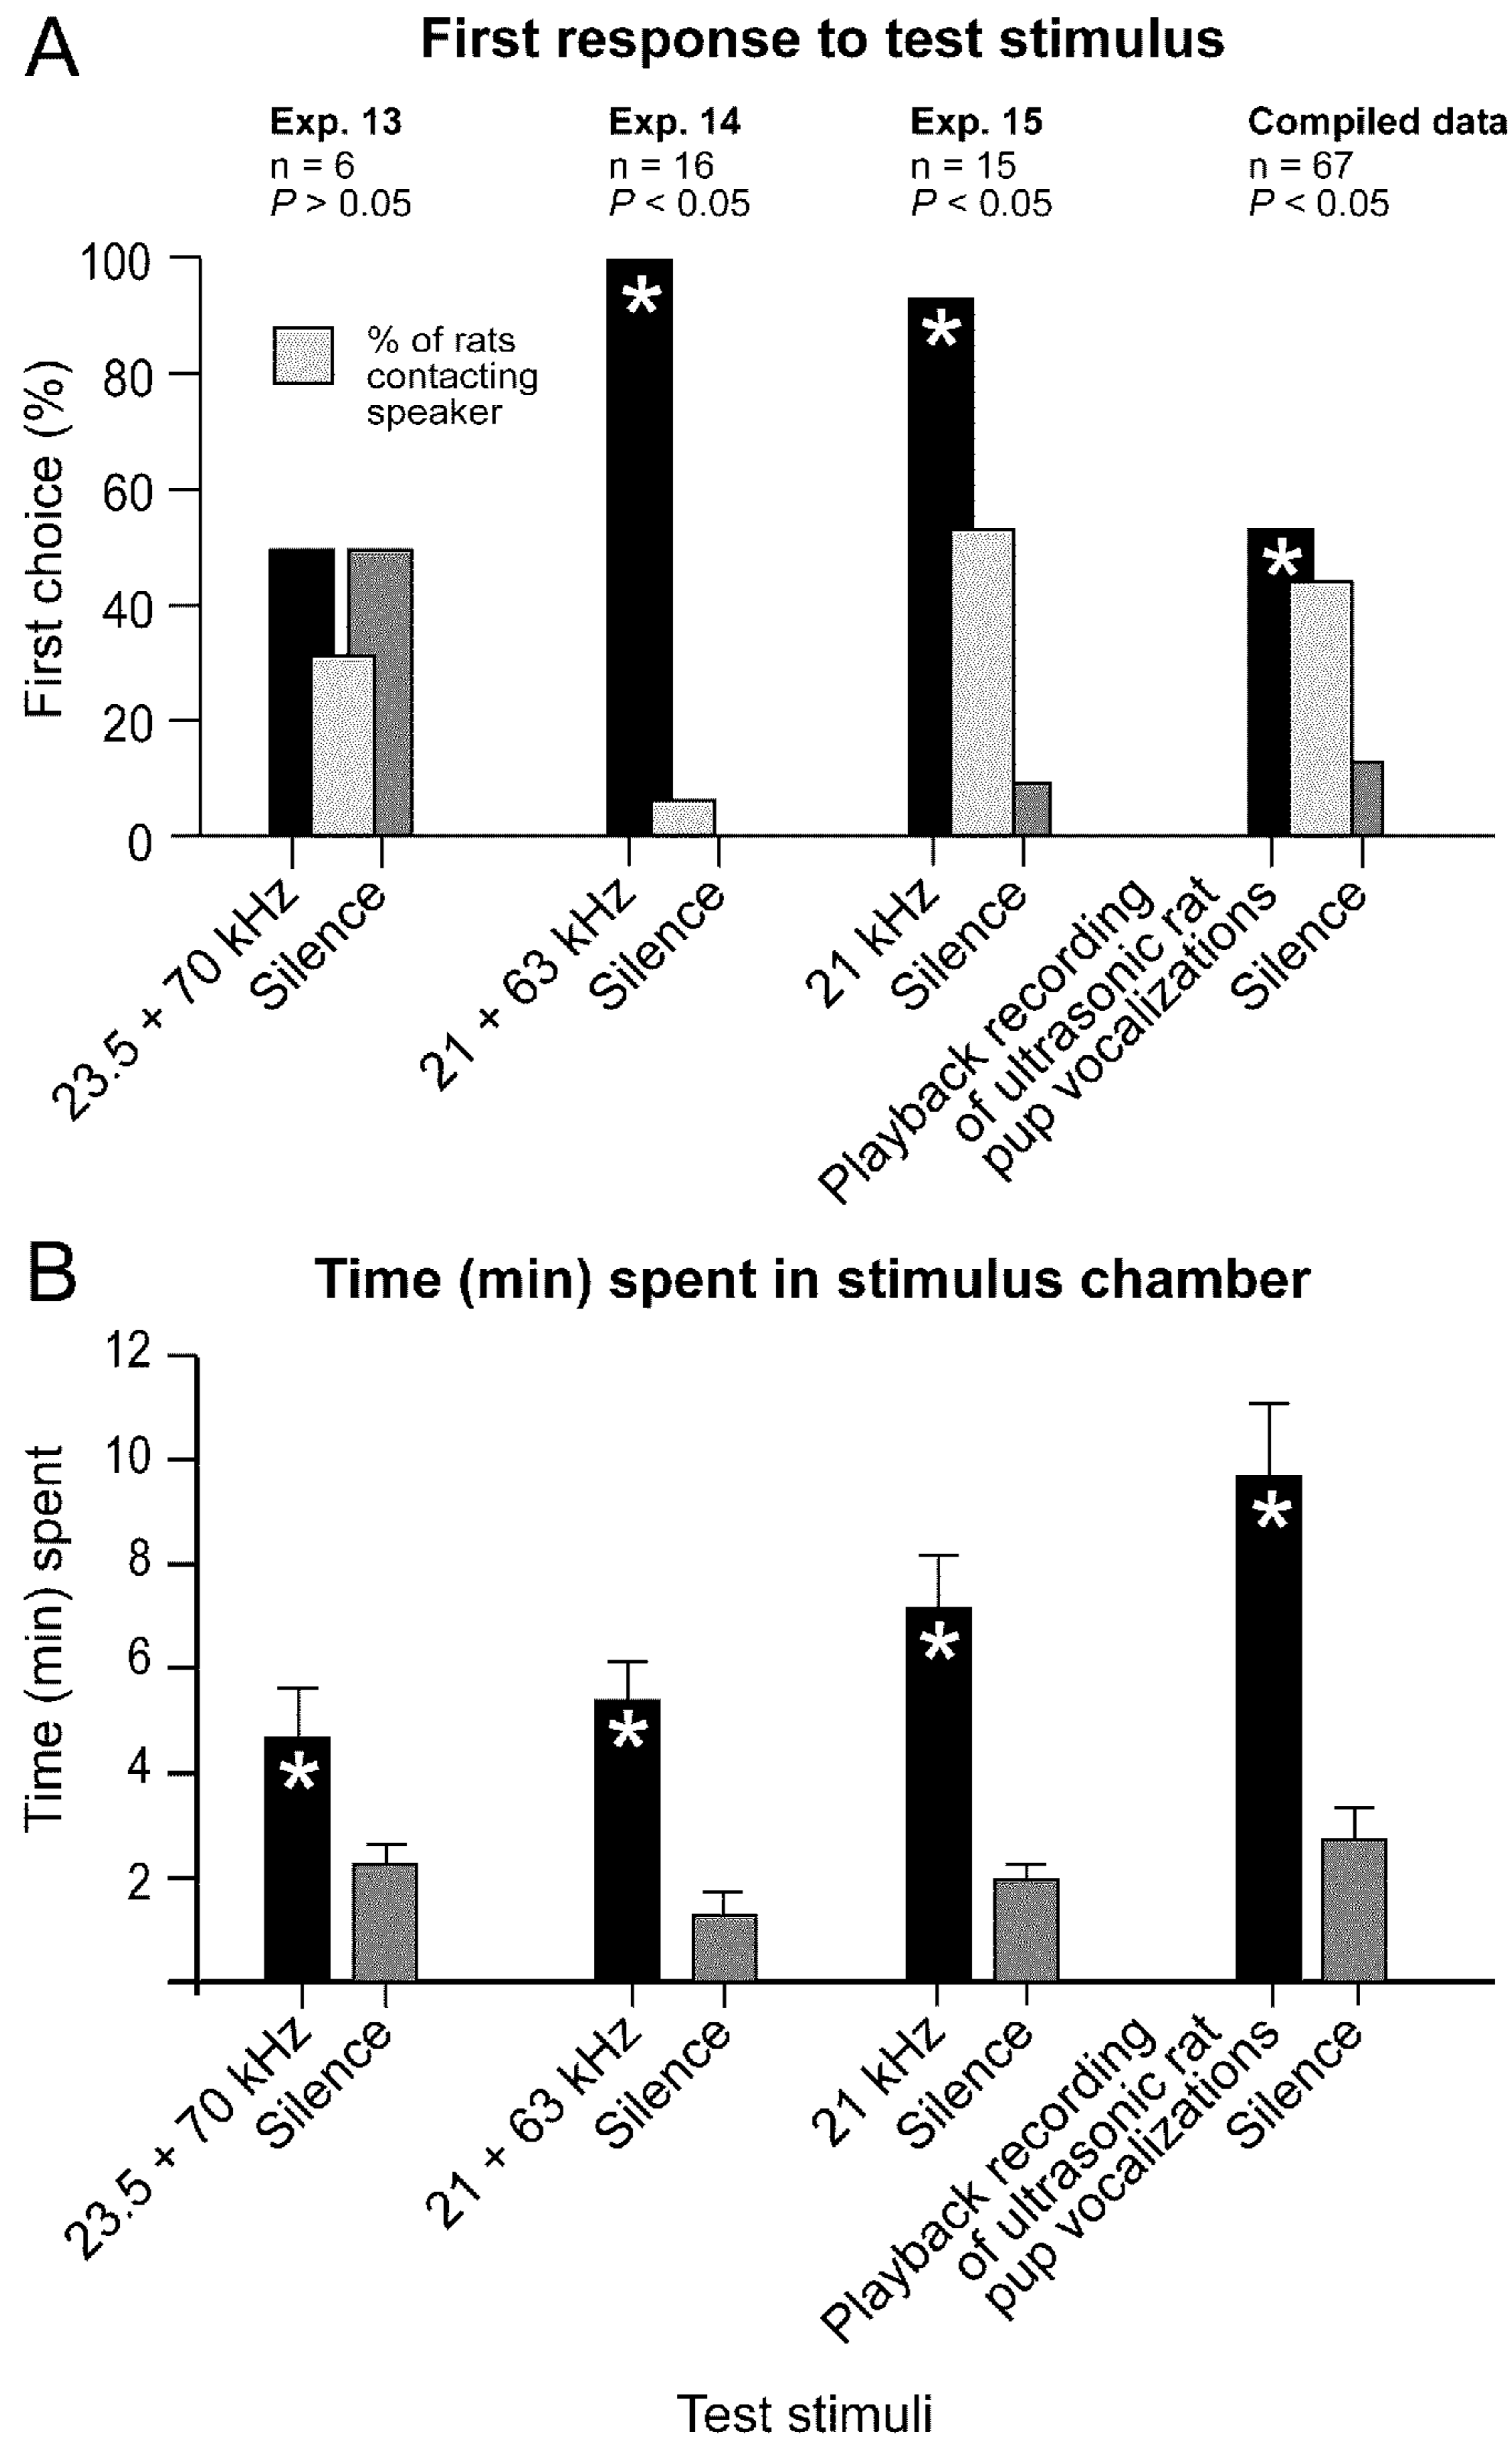 A
First response to test stimulus
Exp. 13
n = 6
P > 0.05
Exp. 14
n = 16
P < 0.05
Exp. 15
n = 15
P < 0.05
Compiled data
n = 67
P < 0.05
First choice (%)
100
80
60
40
20
0
% of rats
contacting
speaker
*
*
*
23.5 + 70 kHz
Silence
21 + 63 kHz
Silence
21 kHz
Silence
Playback recording
of ultrasonic rat
pup vocalizations
Silence
B
Time (min) spent in stimulus chamber
Time (min) spent
12
10
8
6
4
2
*
*
*
*
23.5 + 70 kHz
Silence
21 + 63 kHz
Silence
21 kHz
Silence
Playback recording
of ultrasonic rat
pup vocalizations
Silence
Test stimuli